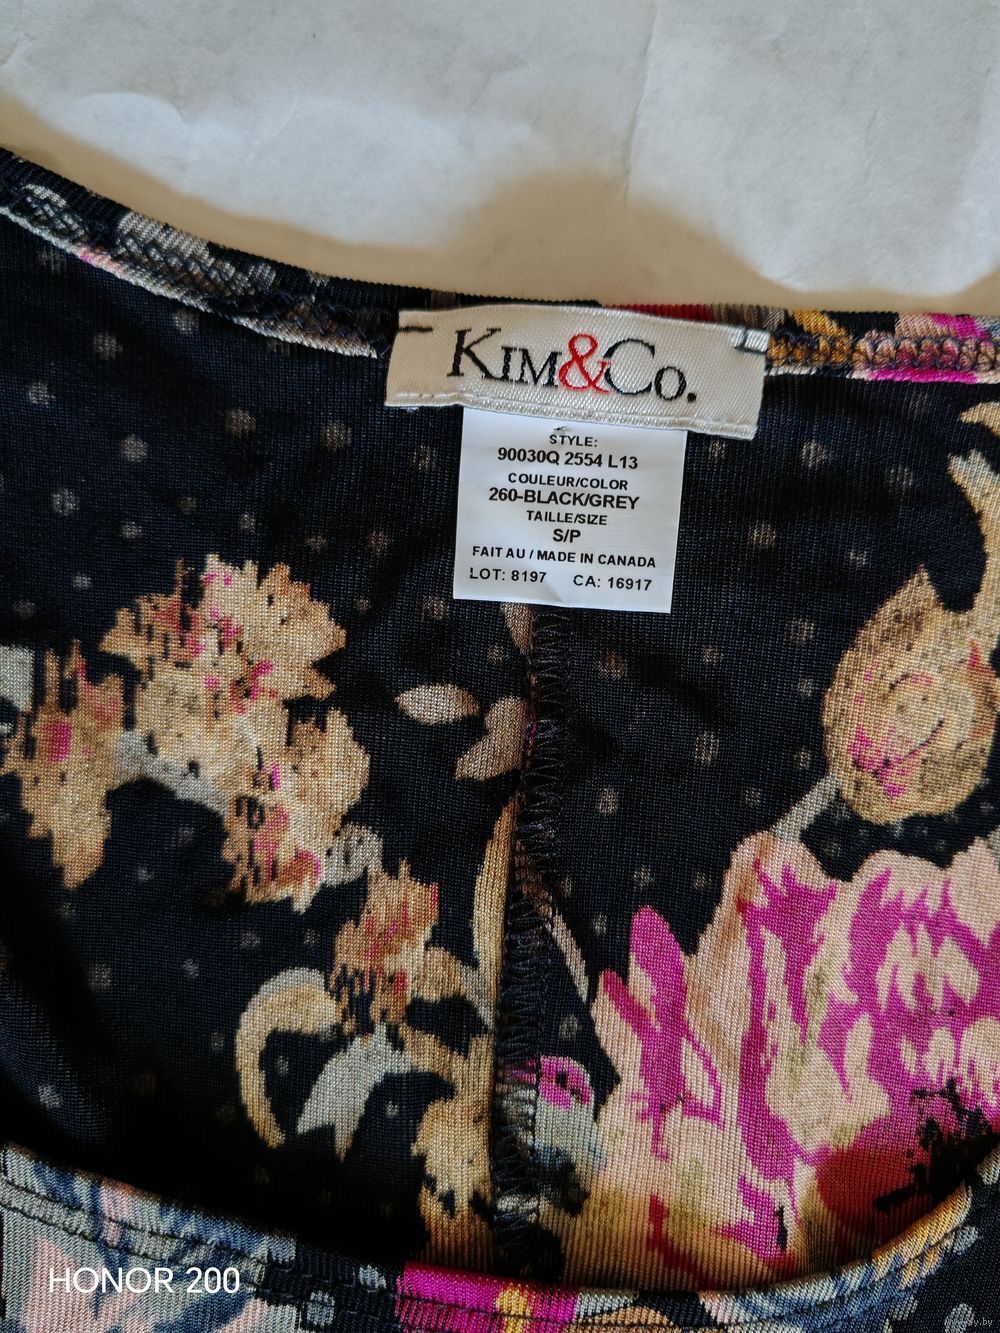 KIM&CO.
STYLE:
90030Q 2554 L13
COULEUR/COLOR
260-BLACK/GREY
TAILLE/SIZE
S/P
FAIT AU / MADE IN CANADA
LOT: 8197 CA: 16917
HONOR 200